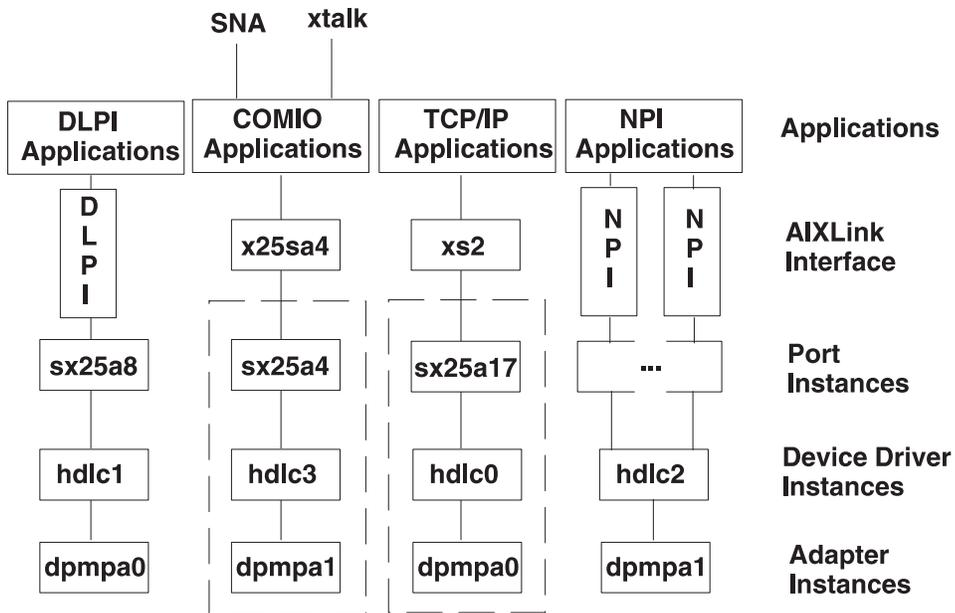 SNA xtalk
DLPI Applications
COMIO Applications
TCP/IP Applications
NPI Applications
Applications
D L P I
x25sa4
xs2
N P I
N P I
AIXLink Interface
sx25a8
sx25a4
sx25a17
...
Port Instances
hdlc1
hdlc3
hdlc0
hdlc2
Device Driver Instances
dpmpa0
dpmpa1
dpmpa0
dpmpa1
Adapter Instances